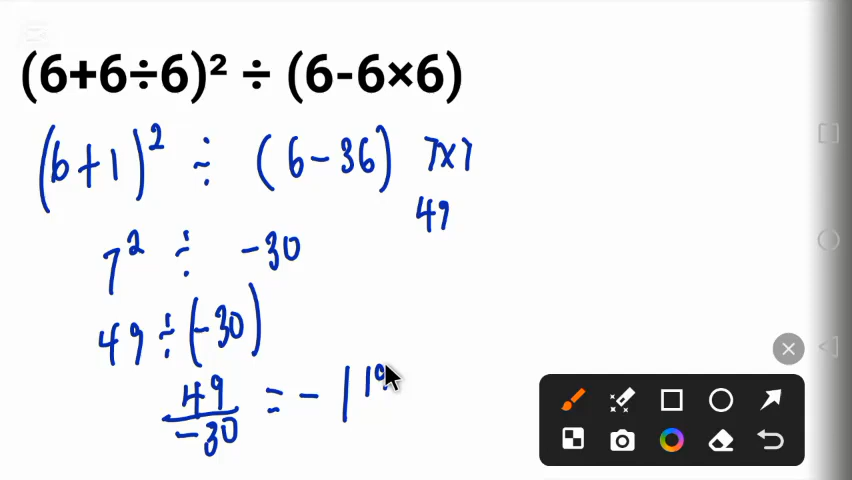 (6+6÷6)² ÷ (6-6×6)
(6+1)² ÷ (6-36) 7×7
49
7² ÷ -30
49÷(-30)
49/-30 = -1 19